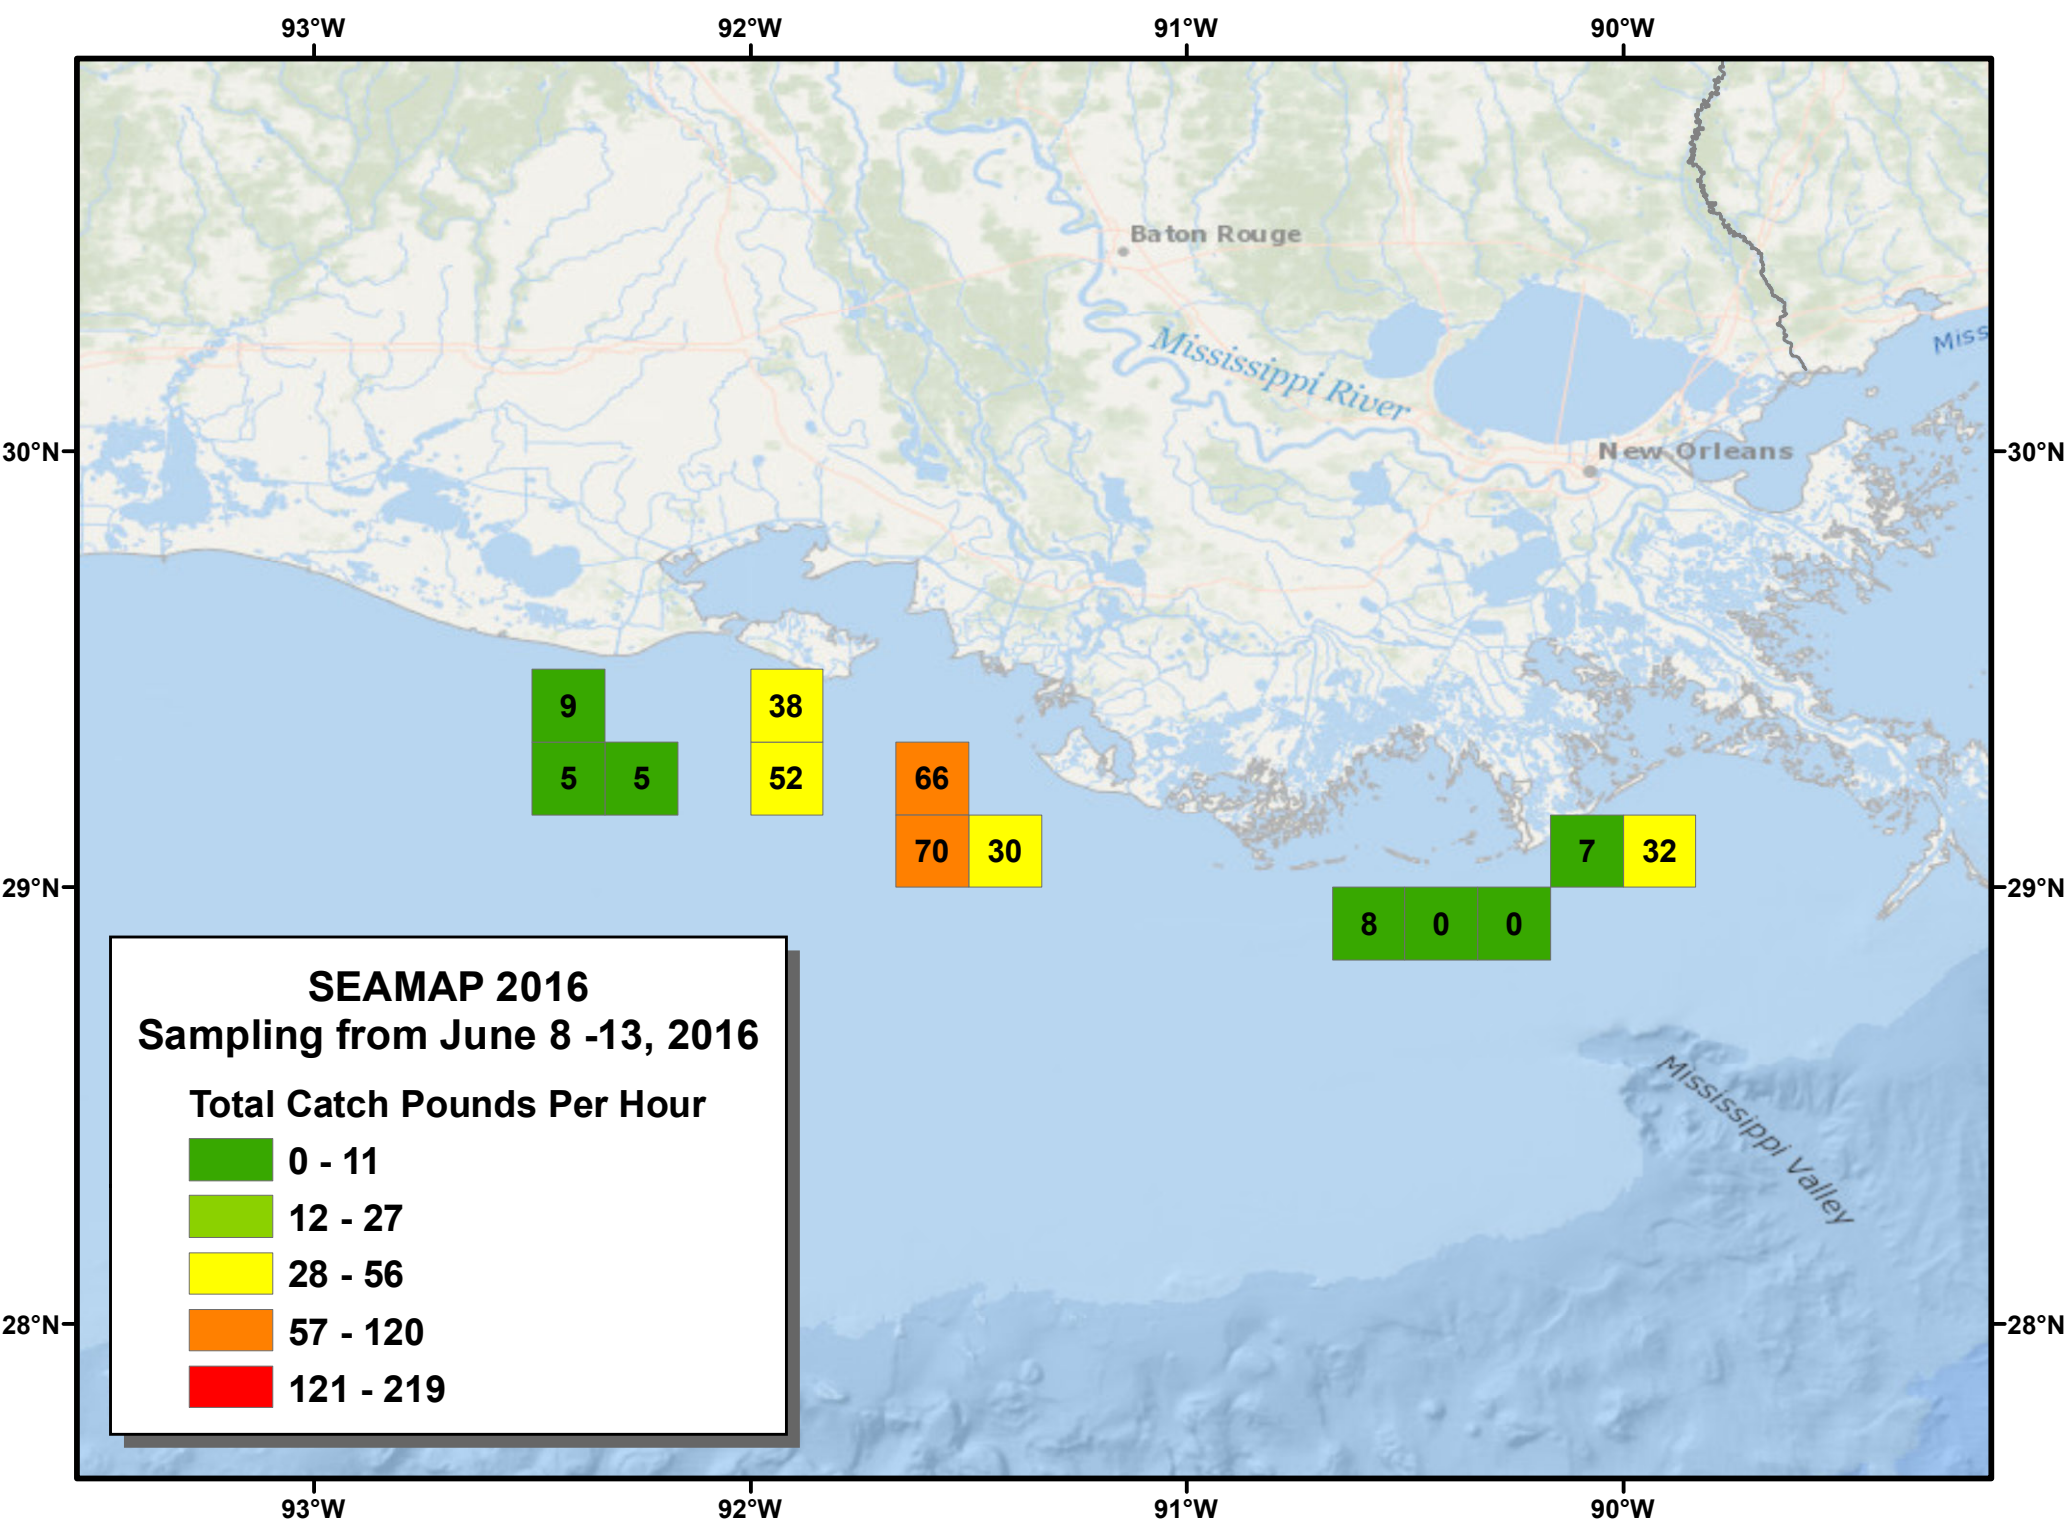 93°W 92°W 91°W 90°W
Baton Rouge
Mississippi River
Miss
30°N New Orleans 30°N
9 38
5 5 52 66
70 30 7 32
29°N 29°N
8 0 0
SEAMAP 2016
Sampling from June 8 -13, 2016
Total Catch Pounds Per Hour
0 - 11
12 - 27
28 - 56
57 - 120
121 - 219
Mississippi Valley
28°N 28°N
93°W 92°W 91°W 90°W